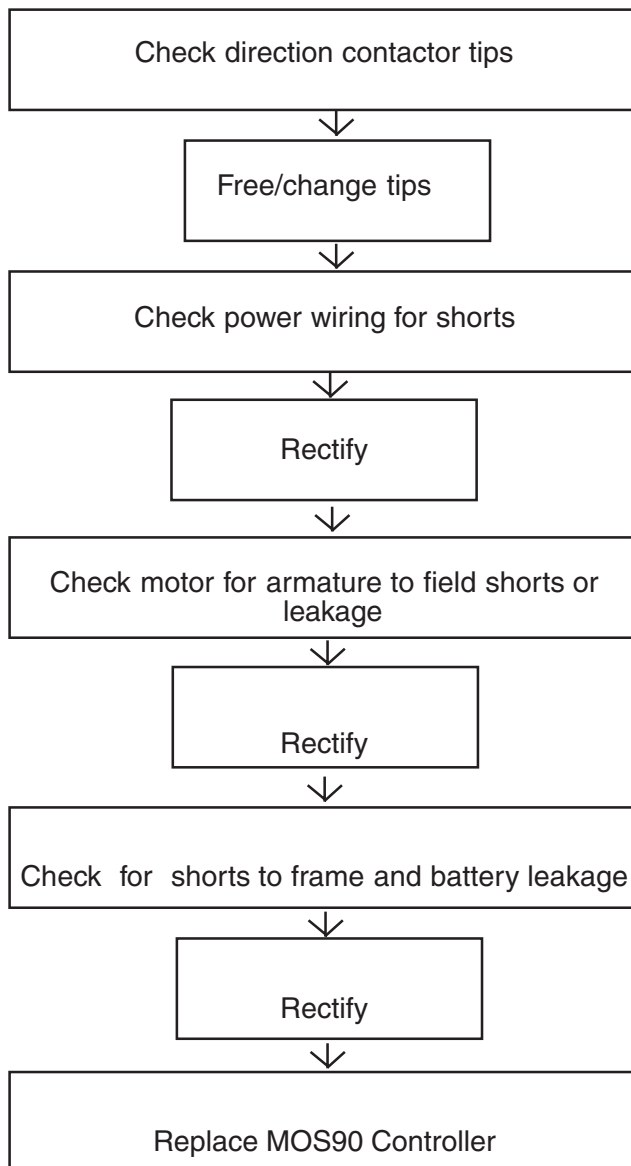 Check direction contactor tips
Free/change tips
Check power wiring for shorts
Rectify
Check motor for armature to field shorts or
leakage
Rectify
Check for shorts to frame and battery leakage
Rectify
Replace MOS90 Controller